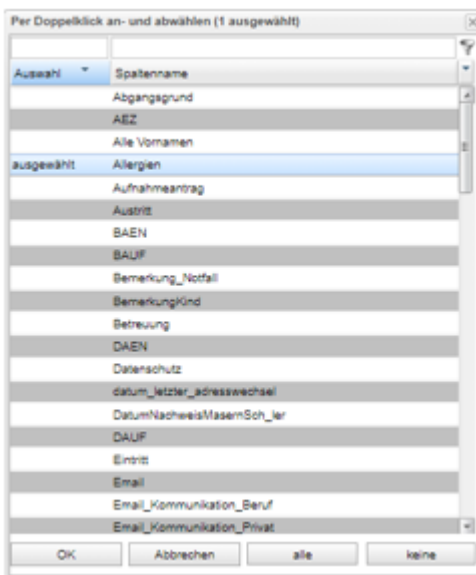 Per Doppelklick an- und abwählen (1 ausgewählt)
Auswahl Spaltenname
Abgangsgrund
AEZ
Alle Vornamen
ausgewählt Allergien
Aufnahmeantrag
Austritt
BAEN
BAUF
Bemerkung_Notfall
BemerkungKind
Betreuung
DAEN
Datenschutz
datum_letzter_adresswechsel
DatumNachweisMasernSch_ler
DAUF
Eintritt
Email
Email_Kommunikation_Beruf
Email_Kommunikation_Privat
OK Abbrechen alle keine